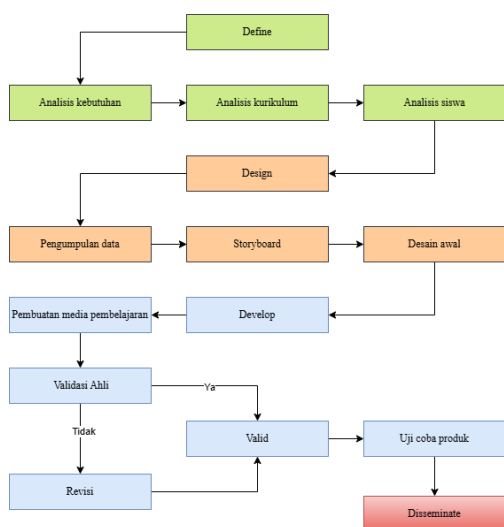 Define
Analisis kebutuhan
Analisis kurikulum
Analisis siswa
Design
Pengumpulan data
Storyboard
Desain awal
Pembuatan media pembelajaran
Develop
Validasi Ahli
Ya
Tidak
Valid
Uji coba produk
Revisi
Disseminate